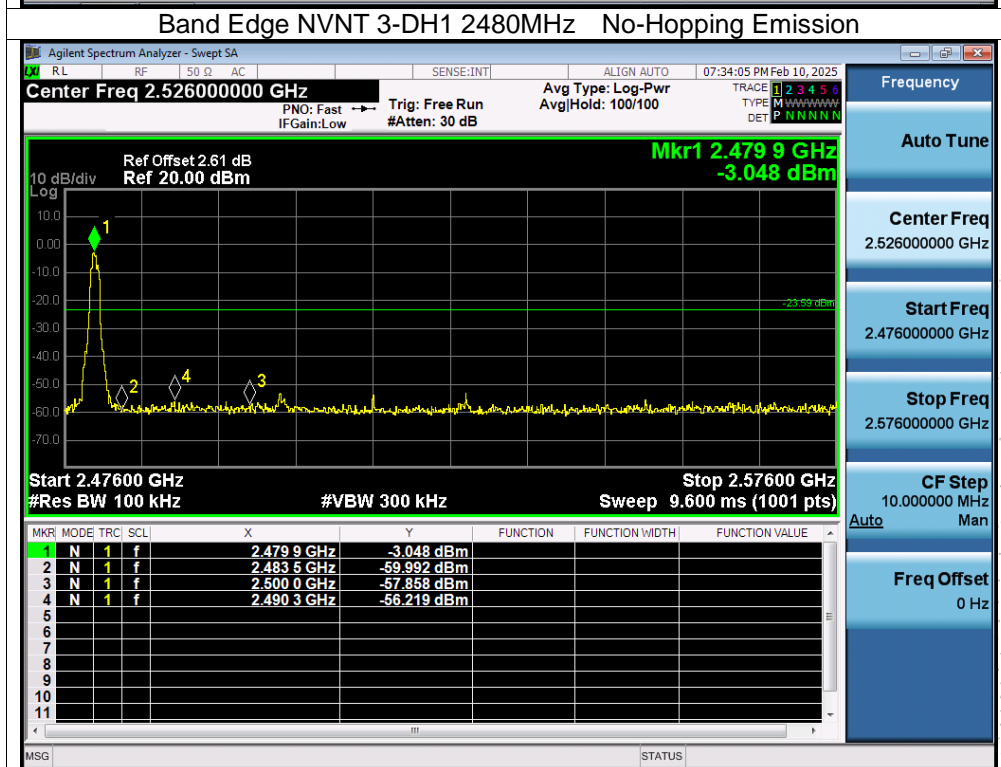 Band Edge NVNT 3-DH1 2480MHz No-Hopping Emission
Agilent Spectrum Analyzer - Swept SA
LXI RL RF 50 Ω AC SENSE:INT ALIGN AUTO 07:34:05 PM Feb 10, 2025
Center Freq 2.526000000 GHz
PNO: Fast
IFGain:Low
Trig: Free Run
#Atten: 30 dB
Avg Type: Log-Pwr
Avg|Hold: 100/100
TRACE 1 2 3 4 5 6
TYPE M WWWWW
DET P N N N N N
Ref Offset 2.61 dB
10 dB/div Ref 20.00 dBm
Log
Mkr1 2.479 9 GHz
-3.048 dBm
10.0
0.00
-10.0
-20.0
-30.0
-40.0
-50.0
-60.0
-70.0
1
2
4
3
-23.59 dBm
Start 2.47600 GHz Stop 2.57600 GHz
#Res BW 100 kHz #VBW 300 kHz Sweep 9.600 ms (1001 pts)
MKR MODE TRC SCL X Y FUNCTION FUNCTION WIDTH FUNCTION VALUE
1 N 1 f 2.479 9 GHz -3.048 dBm
2 N 1 f 2.483 5 GHz -59.992 dBm
3 N 1 f 2.500 0 GHz -57.858 dBm
4 N 1 f 2.490 3 GHz -56.219 dBm
5
6
7
8
9
10
11
MSG STATUS
Frequency
Auto Tune
Center Freq
2.526000000 GHz
Start Freq
2.476000000 GHz
Stop Freq
2.576000000 GHz
CF Step
10.000000 MHz
Auto Man
Freq Offset
0 Hz